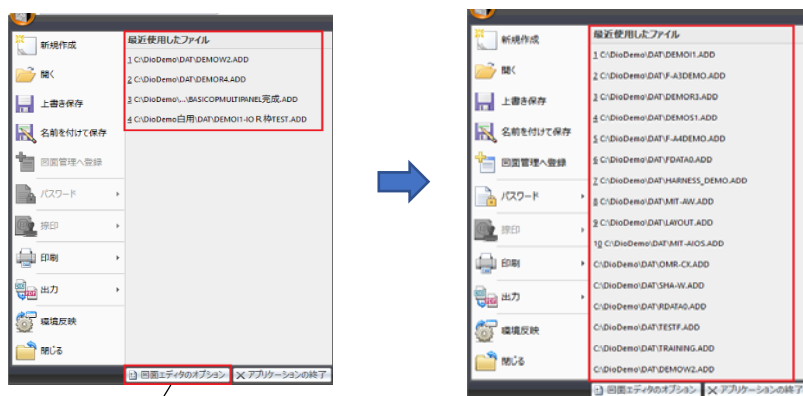 最近使用したファイル
新規作成
1 C:\DioDemo\DAT\DEMOW2.ADD
開く
2 C:\DioDemo\DAT\DEMOR4.ADD
上書き保存
3 C:\DioDemo\...\BASICOPMULTIPANEL完成.ADD
名前を付けて保存
4 C:\DioDemo白用\DAT\DEMOI1-IO R 枠TEST.ADD
図面管理へ登録
パスワード
捺印
印刷
出力
環境反映
閉じる
図面エディタのオプション
アプリケーションの終了
最近使用したファイル
新規作成
1 C:\DioDemo\DAT\DEMOI1.ADD
開く
2 C:\DioDemo\DAT\F-A3DEMO.ADD
上書き保存
3 C:\DioDemo\DAT\DEMOR3.ADD
名前を付けて保存
4 C:\DioDemo\DAT\DEMOS1.ADD
5 C:\DioDemo\DAT\F-A4DEMO.ADD
図面管理へ登録
6 C:\DioDemo\DAT\FDATA0.ADD
7 C:\DioDemo\DAT\HARNESS_DEMO.ADD
パスワード
8 C:\DioDemo\DAT\MIT-AW.ADD
捺印
9 C:\DioDemo\DAT\LAYOUT.ADD
10 C:\DioDemo\DAT\MIT-AIOS.ADD
印刷
C:\DioDemo\DAT\OMR-CX.ADD
出力
C:\DioDemo\DAT\SHA-W.ADD
C:\DioDemo\DAT\RDATA0.ADD
環境反映
C:\DioDemo\DAT\TESTF.ADD
閉じる
C:\DioDemo\DAT\TRAINING.ADD
C:\DioDemo\DAT\DEMOW2.ADD
図面エディタのオプション
アプリケーションの終了